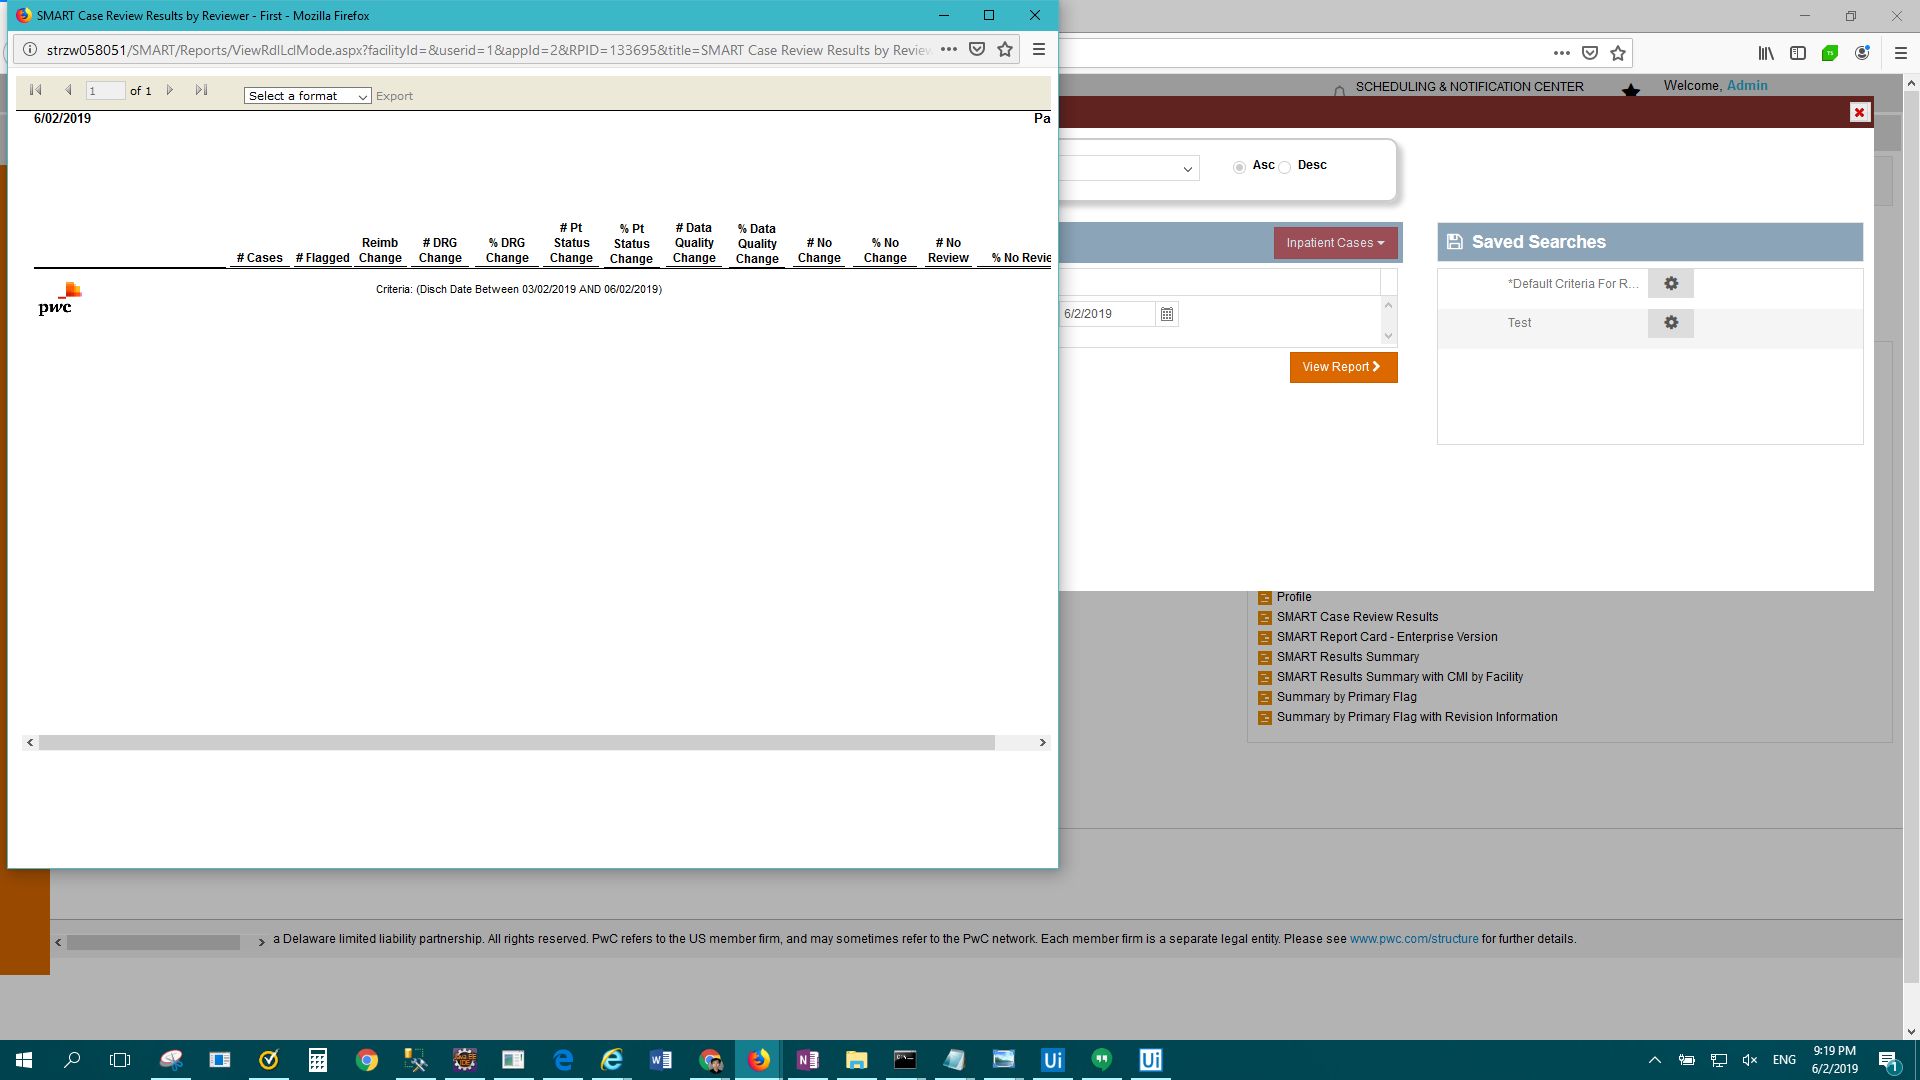 SMART Case Review Results by Reviewer - First - Mozilla Firefox
strzw058051/SMART/Reports/ViewRdlLclMode.aspx?facilityId=&userid=1&appId=2&RPID=133695&title=SMART Case Review Results by Review
1 of 1 Select a format Export
6/02/2019 Pa
# Cases
# Flagged
Reimb
Change
# DRG
Change
% DRG
Change
# Pt
Status
Change
% Pt
Status
Change
# Data
Quality
Change
% Data
Quality
Change
# No
Change
% No
Change
# No
Review
% No Revie
pwc
Criteria: (Disch Date Between 03/02/2019 AND 06/02/2019)
SCHEDULING & NOTIFICATION CENTER
Welcome, Admin
Asc Desc
Inpatient Cases
6/2/2019
View Report
Saved Searches
*Default Criteria For R...
Test
Profile
SMART Case Review Results
SMART Report Card - Enterprise Version
SMART Results Summary
SMART Results Summary with CMI by Facility
Summary by Primary Flag
Summary by Primary Flag with Revision Information
a Delaware limited liability partnership. All rights reserved. PwC refers to the US member firm, and may sometimes refer to the PwC network. Each member firm is a separate legal entity. Please see www.pwc.com/structure for further details.
ENG
9:19 PM
6/2/2019
1